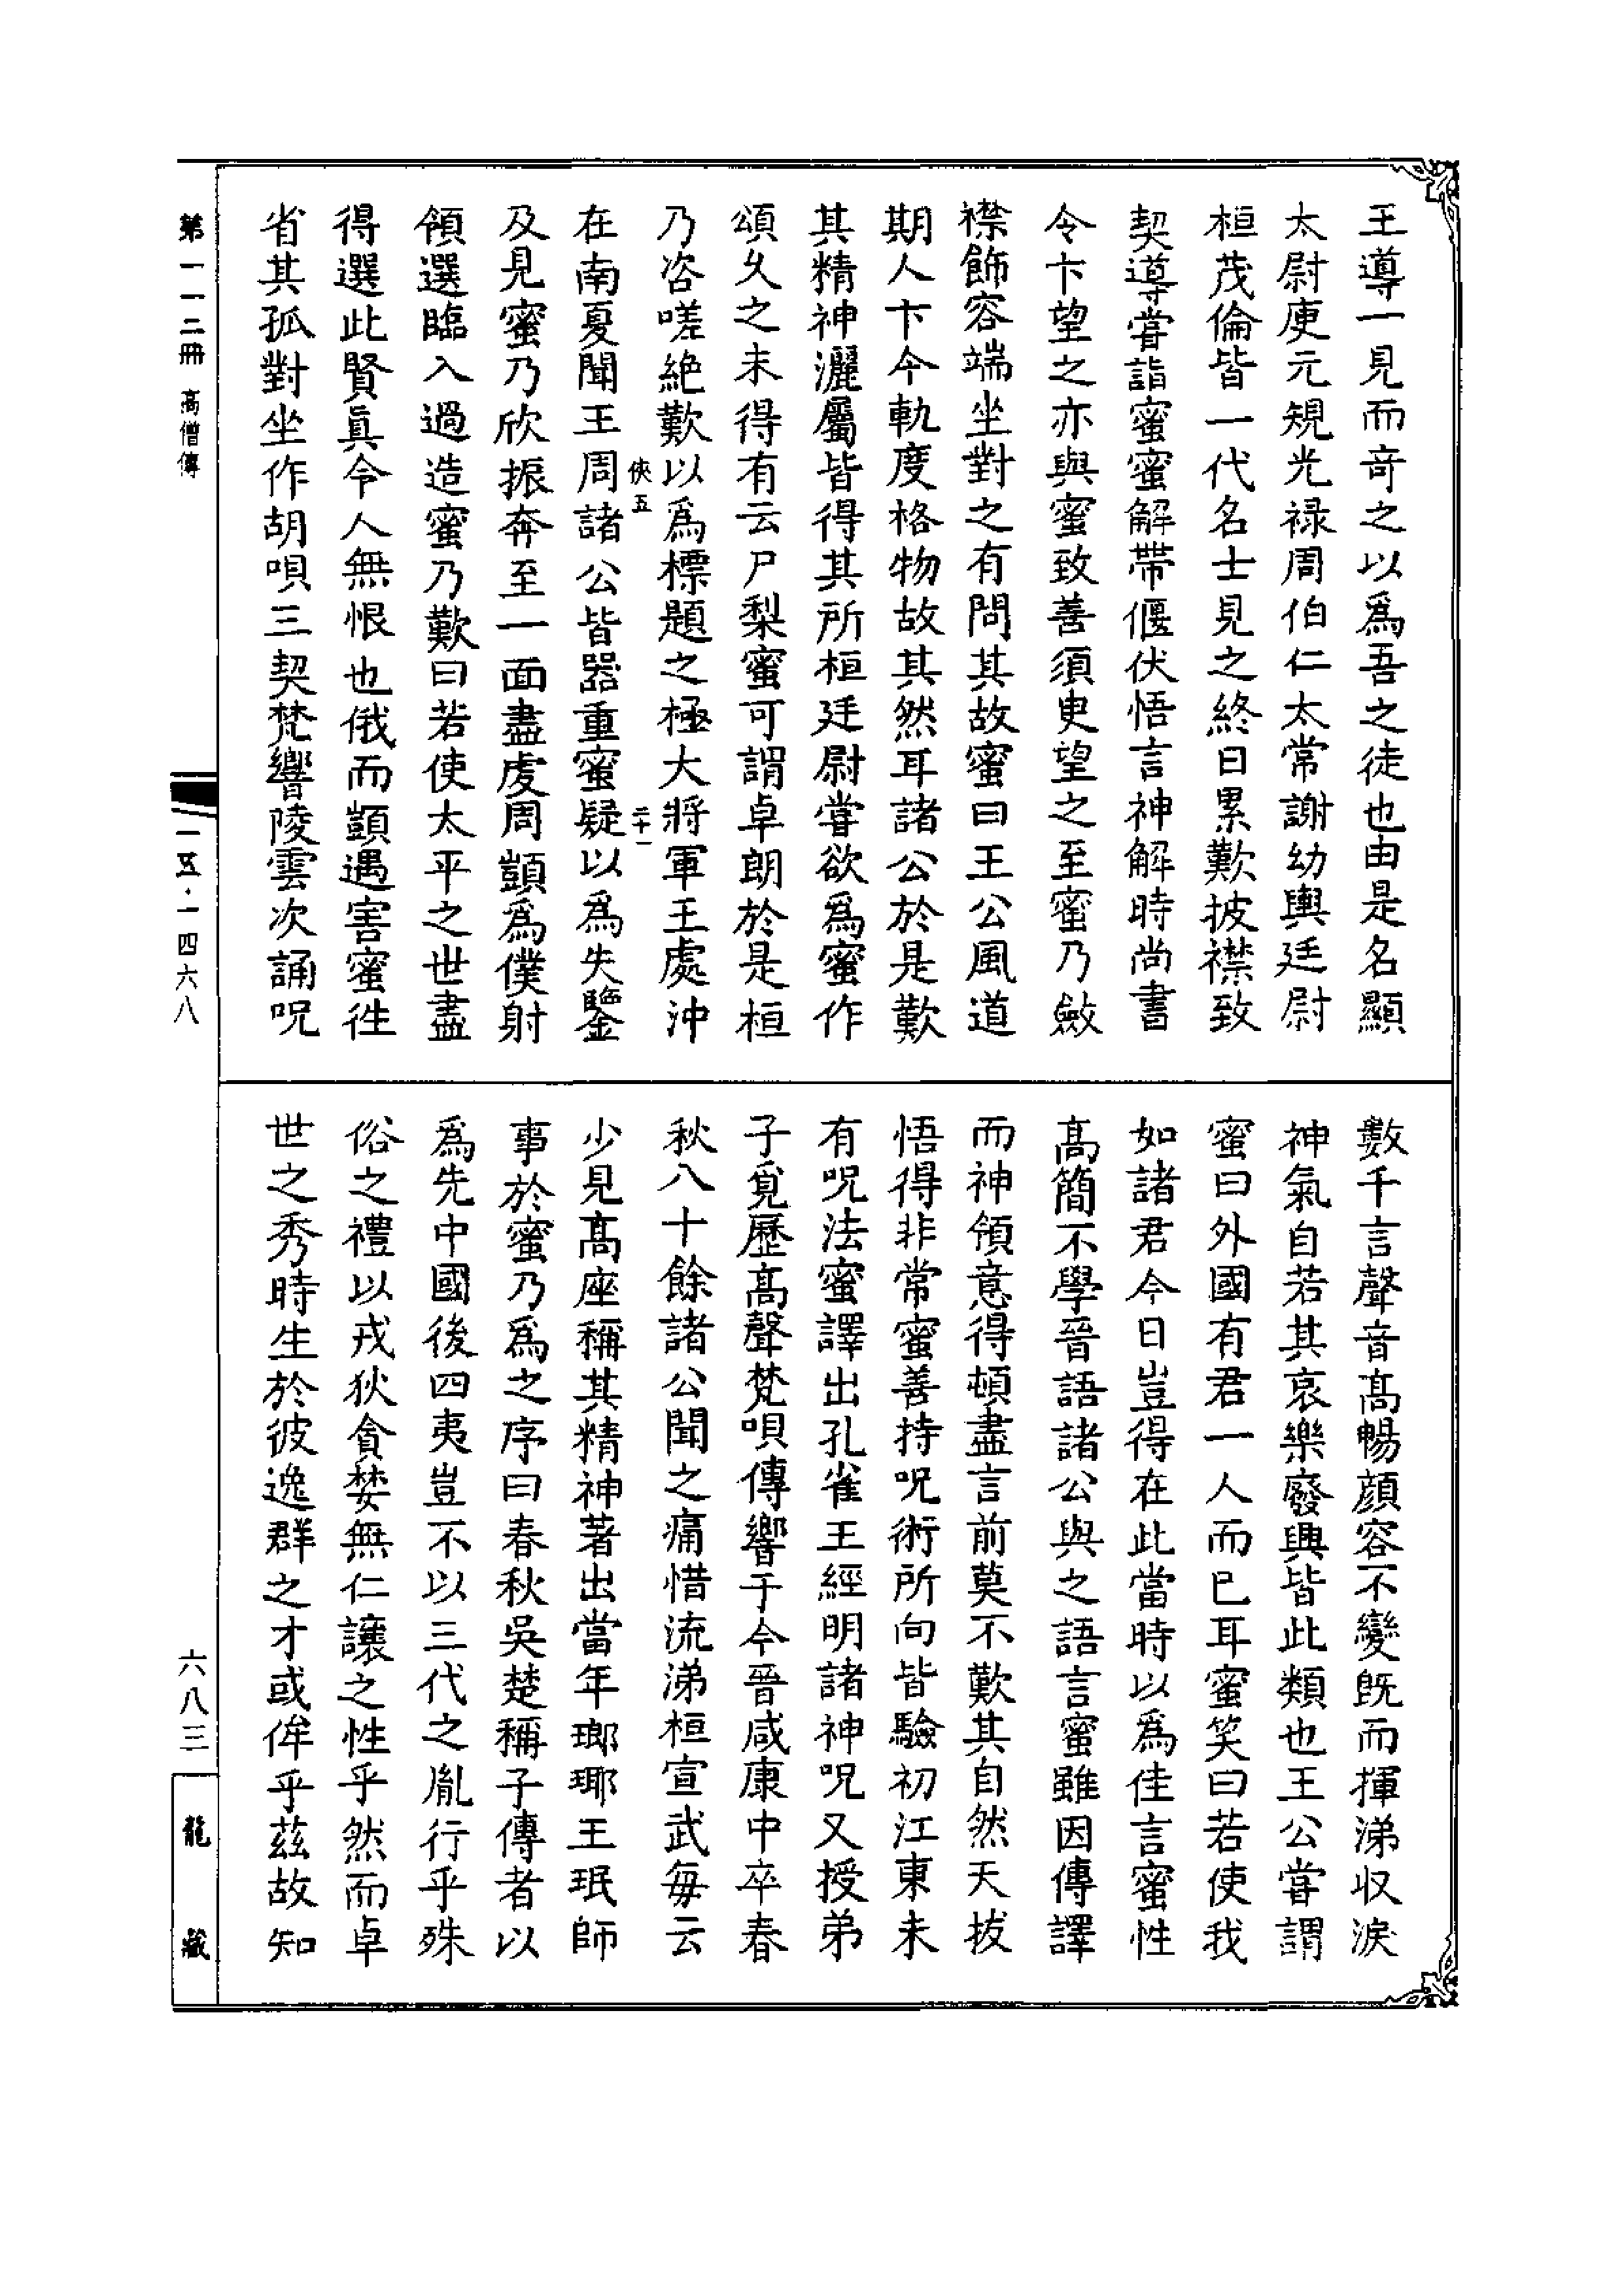 王導一見而奇之以爲吾之徒也由是名顯
太尉庾元規光祿周伯仁太常謝幼輿廷尉
桓茂倫皆一代名士見之終日累歎披襟致
契導甞詣蜜蜜解帶偃伏悟言神解時尚書
令卞望之亦與蜜致善須臾望之至蜜乃斂
襟飾容端坐對之有問其故蜜曰王公風道
期人卞令軌度格物故其然耳諸公於是歎
其精神灑屬皆得其所桓廷尉甞欲爲蜜作
頌久之未得有云尸梨蜜可謂卓朗於是桓
乃咨嗟絶歎以爲標題之極大將軍王處沖
俠五
二十一
在南夏聞王周諸公皆器重蜜疑以爲失鑒
及見蜜乃欣振奔至一面盡虔周顗爲僕射
領選臨入過造蜜乃歎曰若使太平之世盡
得選此賢眞令人無恨也俄而顗遇害蜜徃
省其孤對坐作胡唄三契梵響陵雲次誦呪
數千言聲音髙暢顔容不變旣而揮涕収淚
神氣自若其哀樂廢興皆此類也王公甞謂
蜜曰外國有君一人而已耳蜜笑曰若使我
如諸君今日豈得在此當時以爲佳言蜜性
髙簡不學晉語諸公與之語言蜜雖因傳譯
而神領意得頓盡言前莫不歎其自然天拔
悟得非常蜜善持呪術所向皆驗初江東未
有呪法蜜譯出孔雀王經明諸神呪又授弟
子覓歷髙聲梵唄傳響于今晉咸康中卒春
秋八十餘諸公聞之痛惜流涕桓宣武每云
少見髙座稱其精神著出當年瑯琊王珉師
事於蜜乃爲之序曰春秋吳楚稱子傳者以
爲先中國後四夷豈不以三代之胤行乎殊
俗之禮以戎狄貪婪無仁讓之性乎然而卓
世之秀時生於彼逸群之才或侔乎茲故知
第一一二冊 高僧傳
一五·一四六八
六八三
龍藏